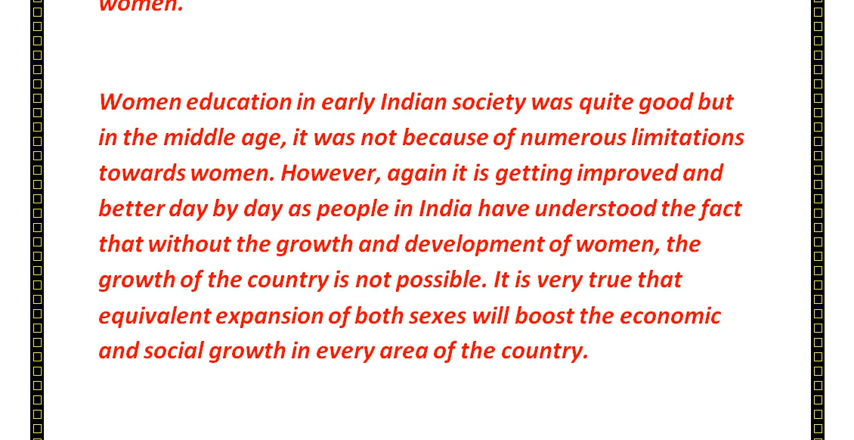 women.
Women education in early Indian society was quite good but
in the middle age, it was not because of numerous limitations
towards women. However, again it is getting improved and
better day by day as people in India have understood the fact
that without the growth and development of women, the
growth of the country is not possible. It is very true that
equivalent expansion of both sexes will boost the economic
and social growth in every area of the country.